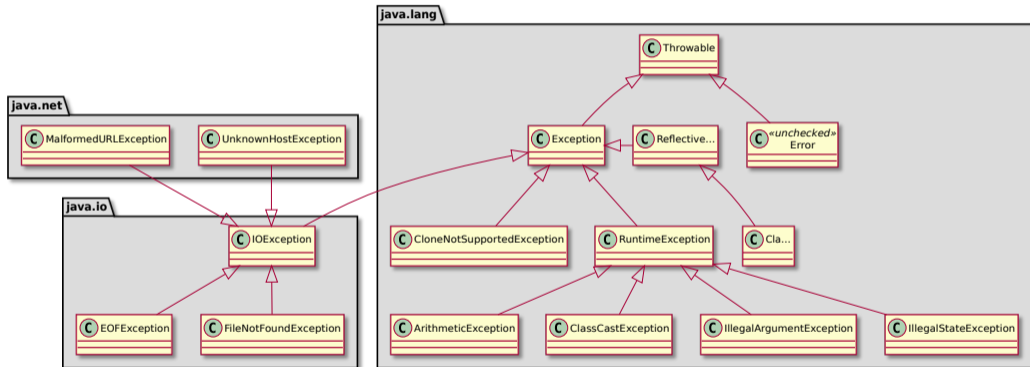 java.lang
C Throwable
java.net
C MalformedURLException
C UnknownHostException
C Exception
C Reflective...
C «unchecked»
Error
java.io
C IOException
C CloneNotSupportedException
C RuntimeException
C Cla...
C EOFException
C FileNotFoundException
C ArithmeticException
C ClassCastException
C IllegalArgumentException
C IllegalStateException